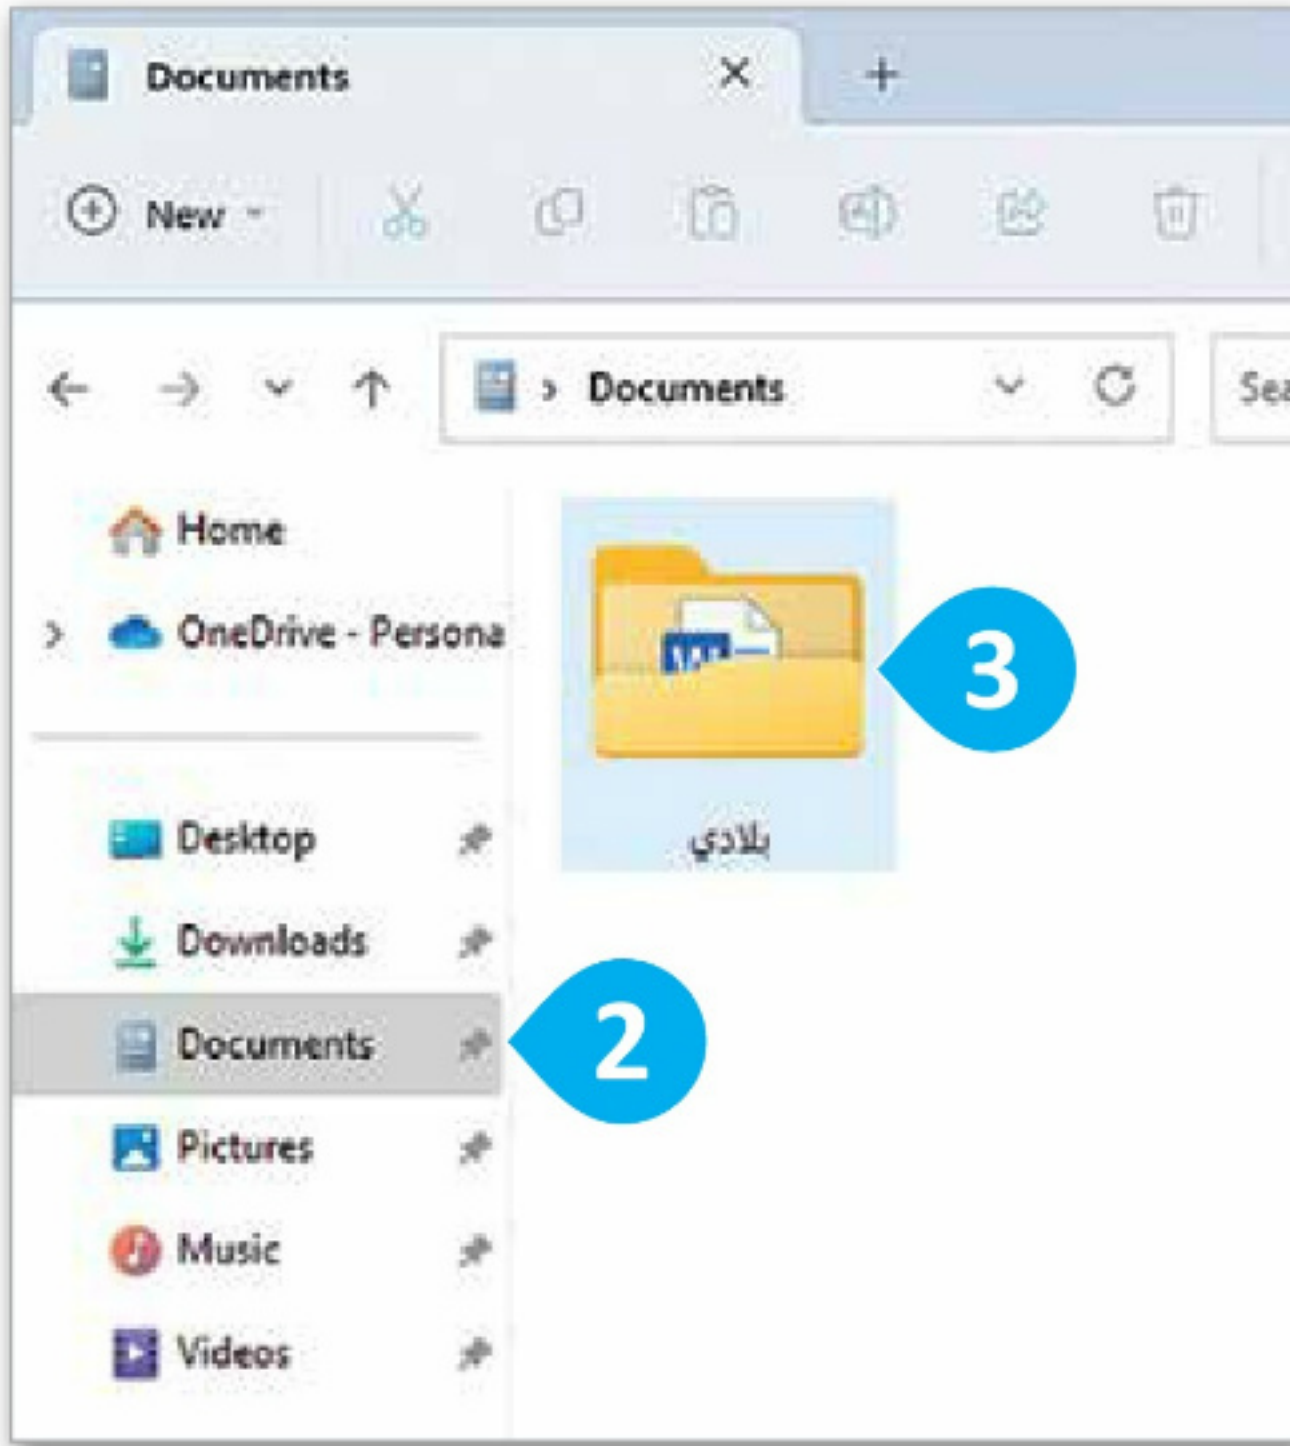 Documents
New
Documents
Sea
Home
OneDrive - Persona
3
بلادي
Desktop
Downloads
Documents
2
Pictures
Music
Videos